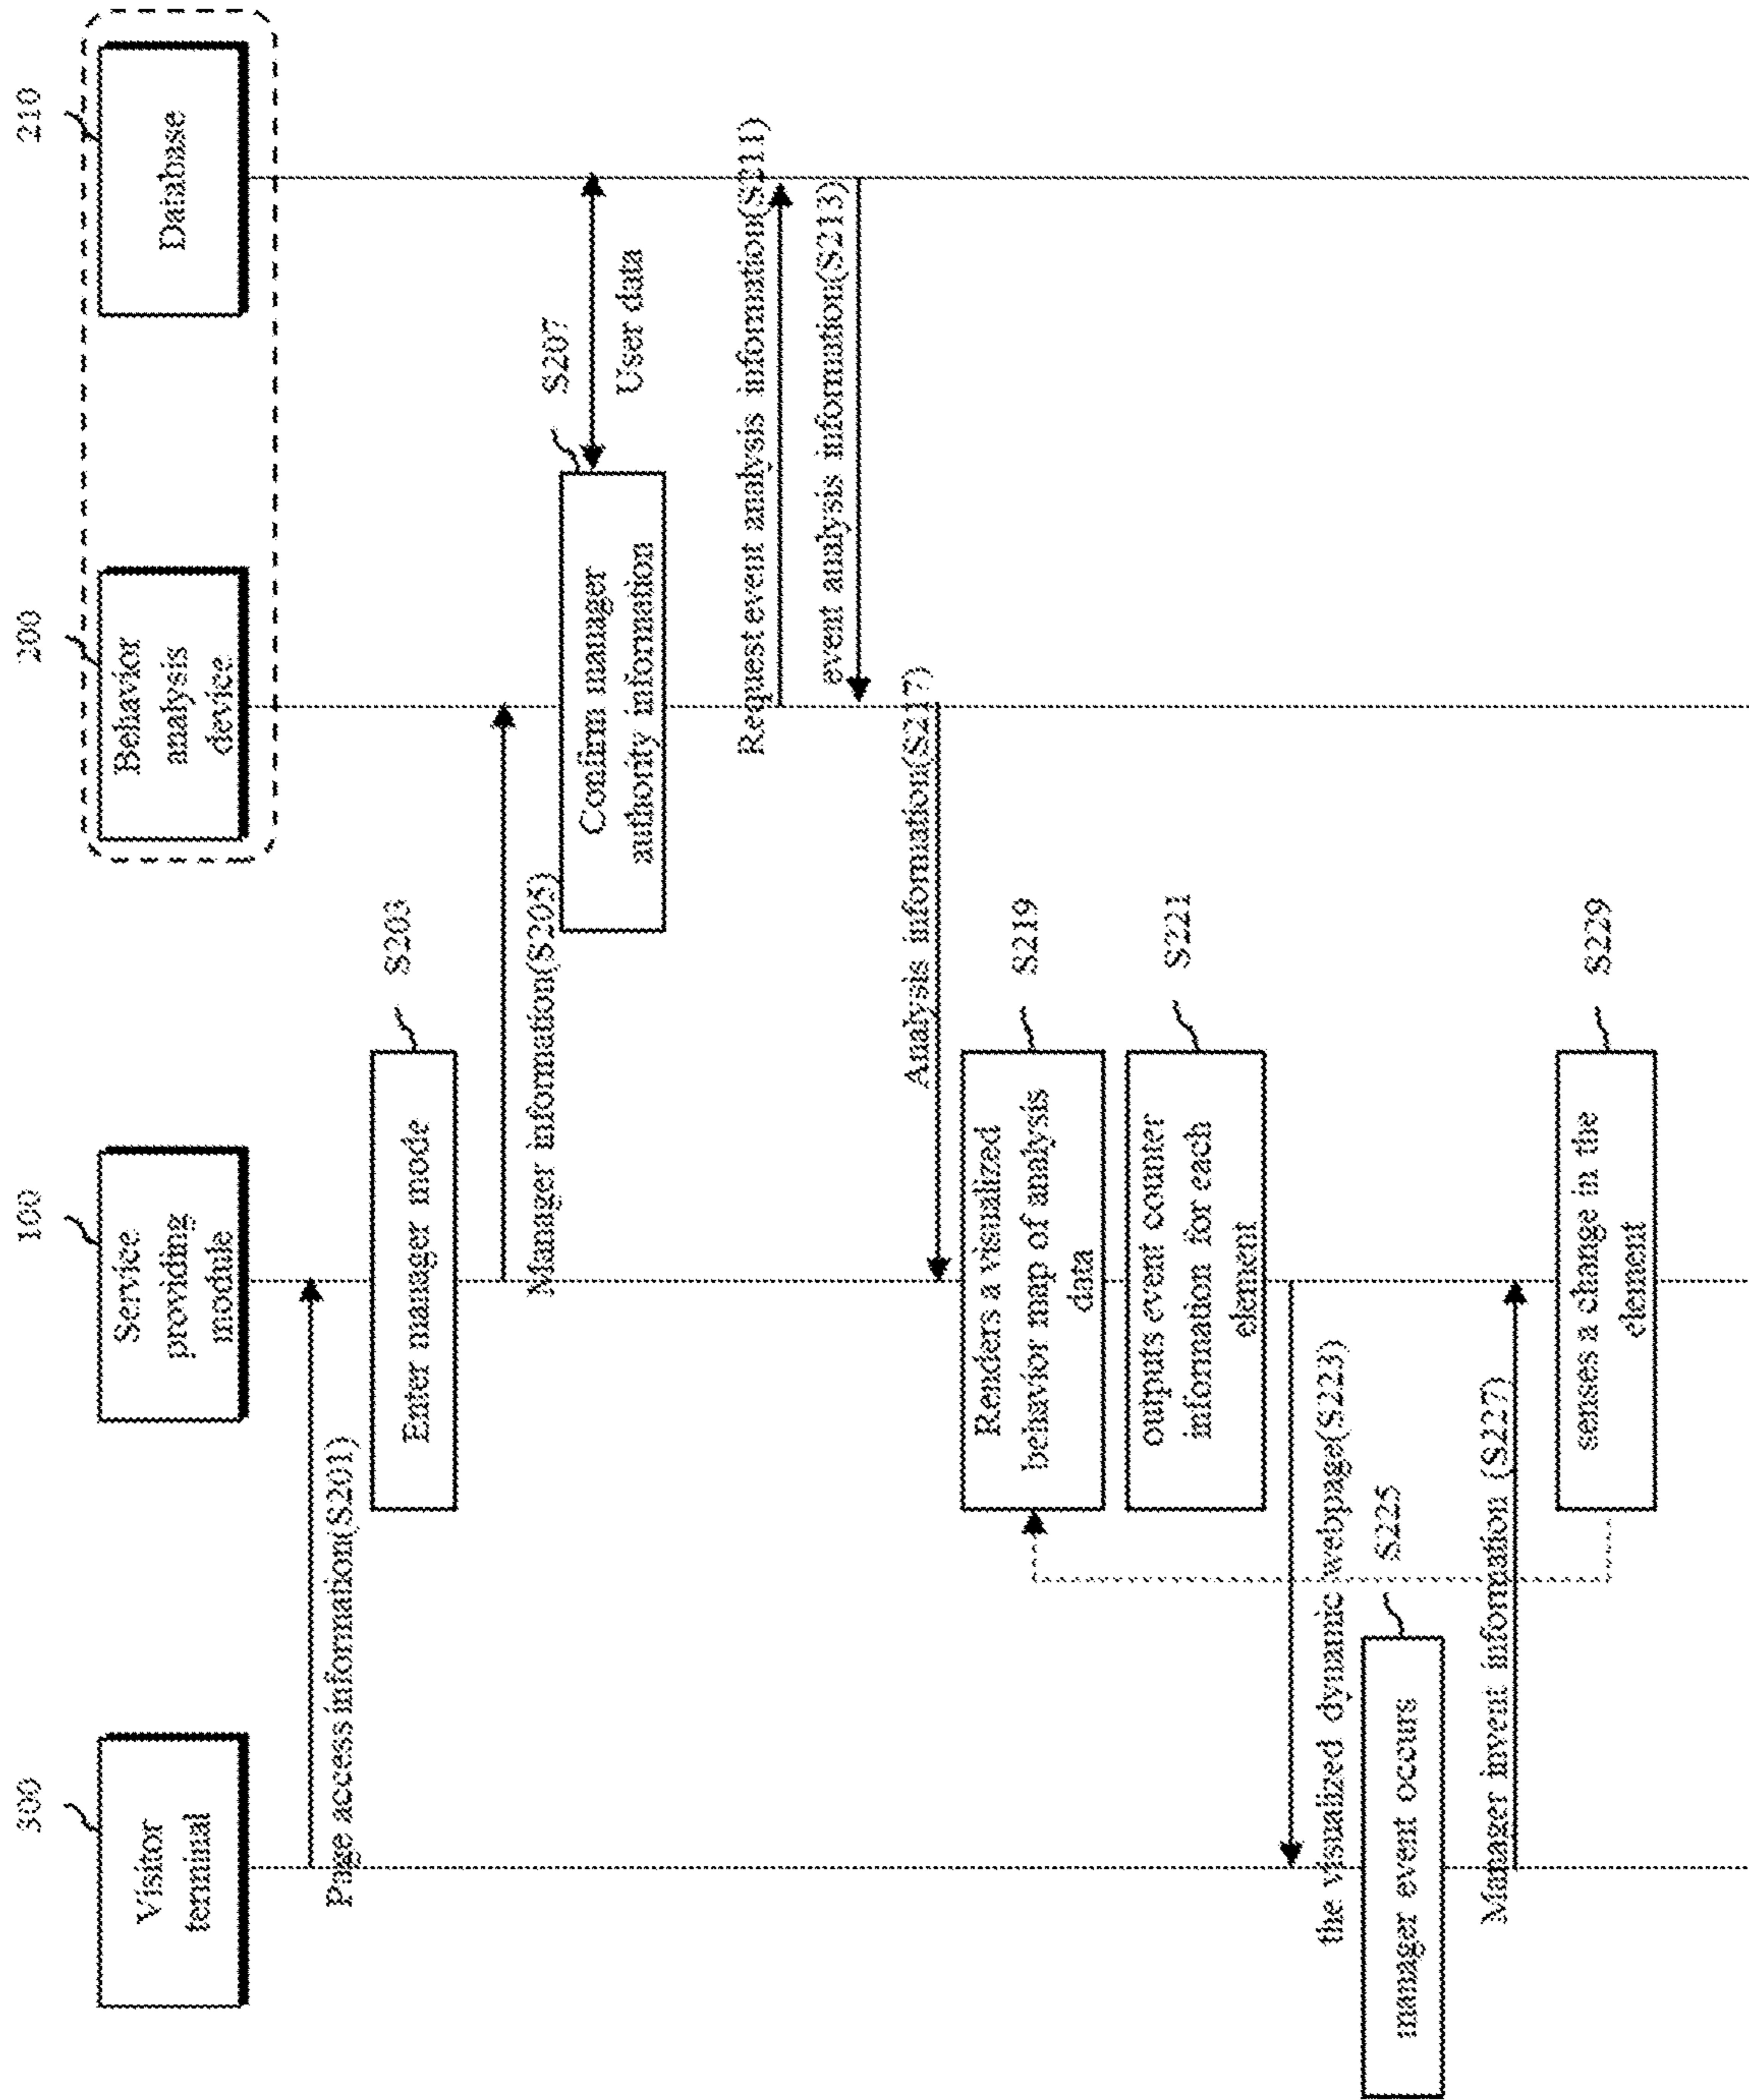 300
Visitor
terminal
100
Service
providing
module
200
Behavior
analysis
device
210
Database
Page access information(S201)
Enter manager mode
S203
Manager information(S205)
Confirm manager
authority information
S207
User data
Request event analysis information(S211)
event analysis information(S213)
Analysis information(S217)
Renders a visualized
behavior map of analysis
data
S219
outputs event counter
information for each
element
S221
the visualized dynamic webpage(S223)
manager event occurs
S225
Manager invent information (S227)
senses a change in the
element
S229